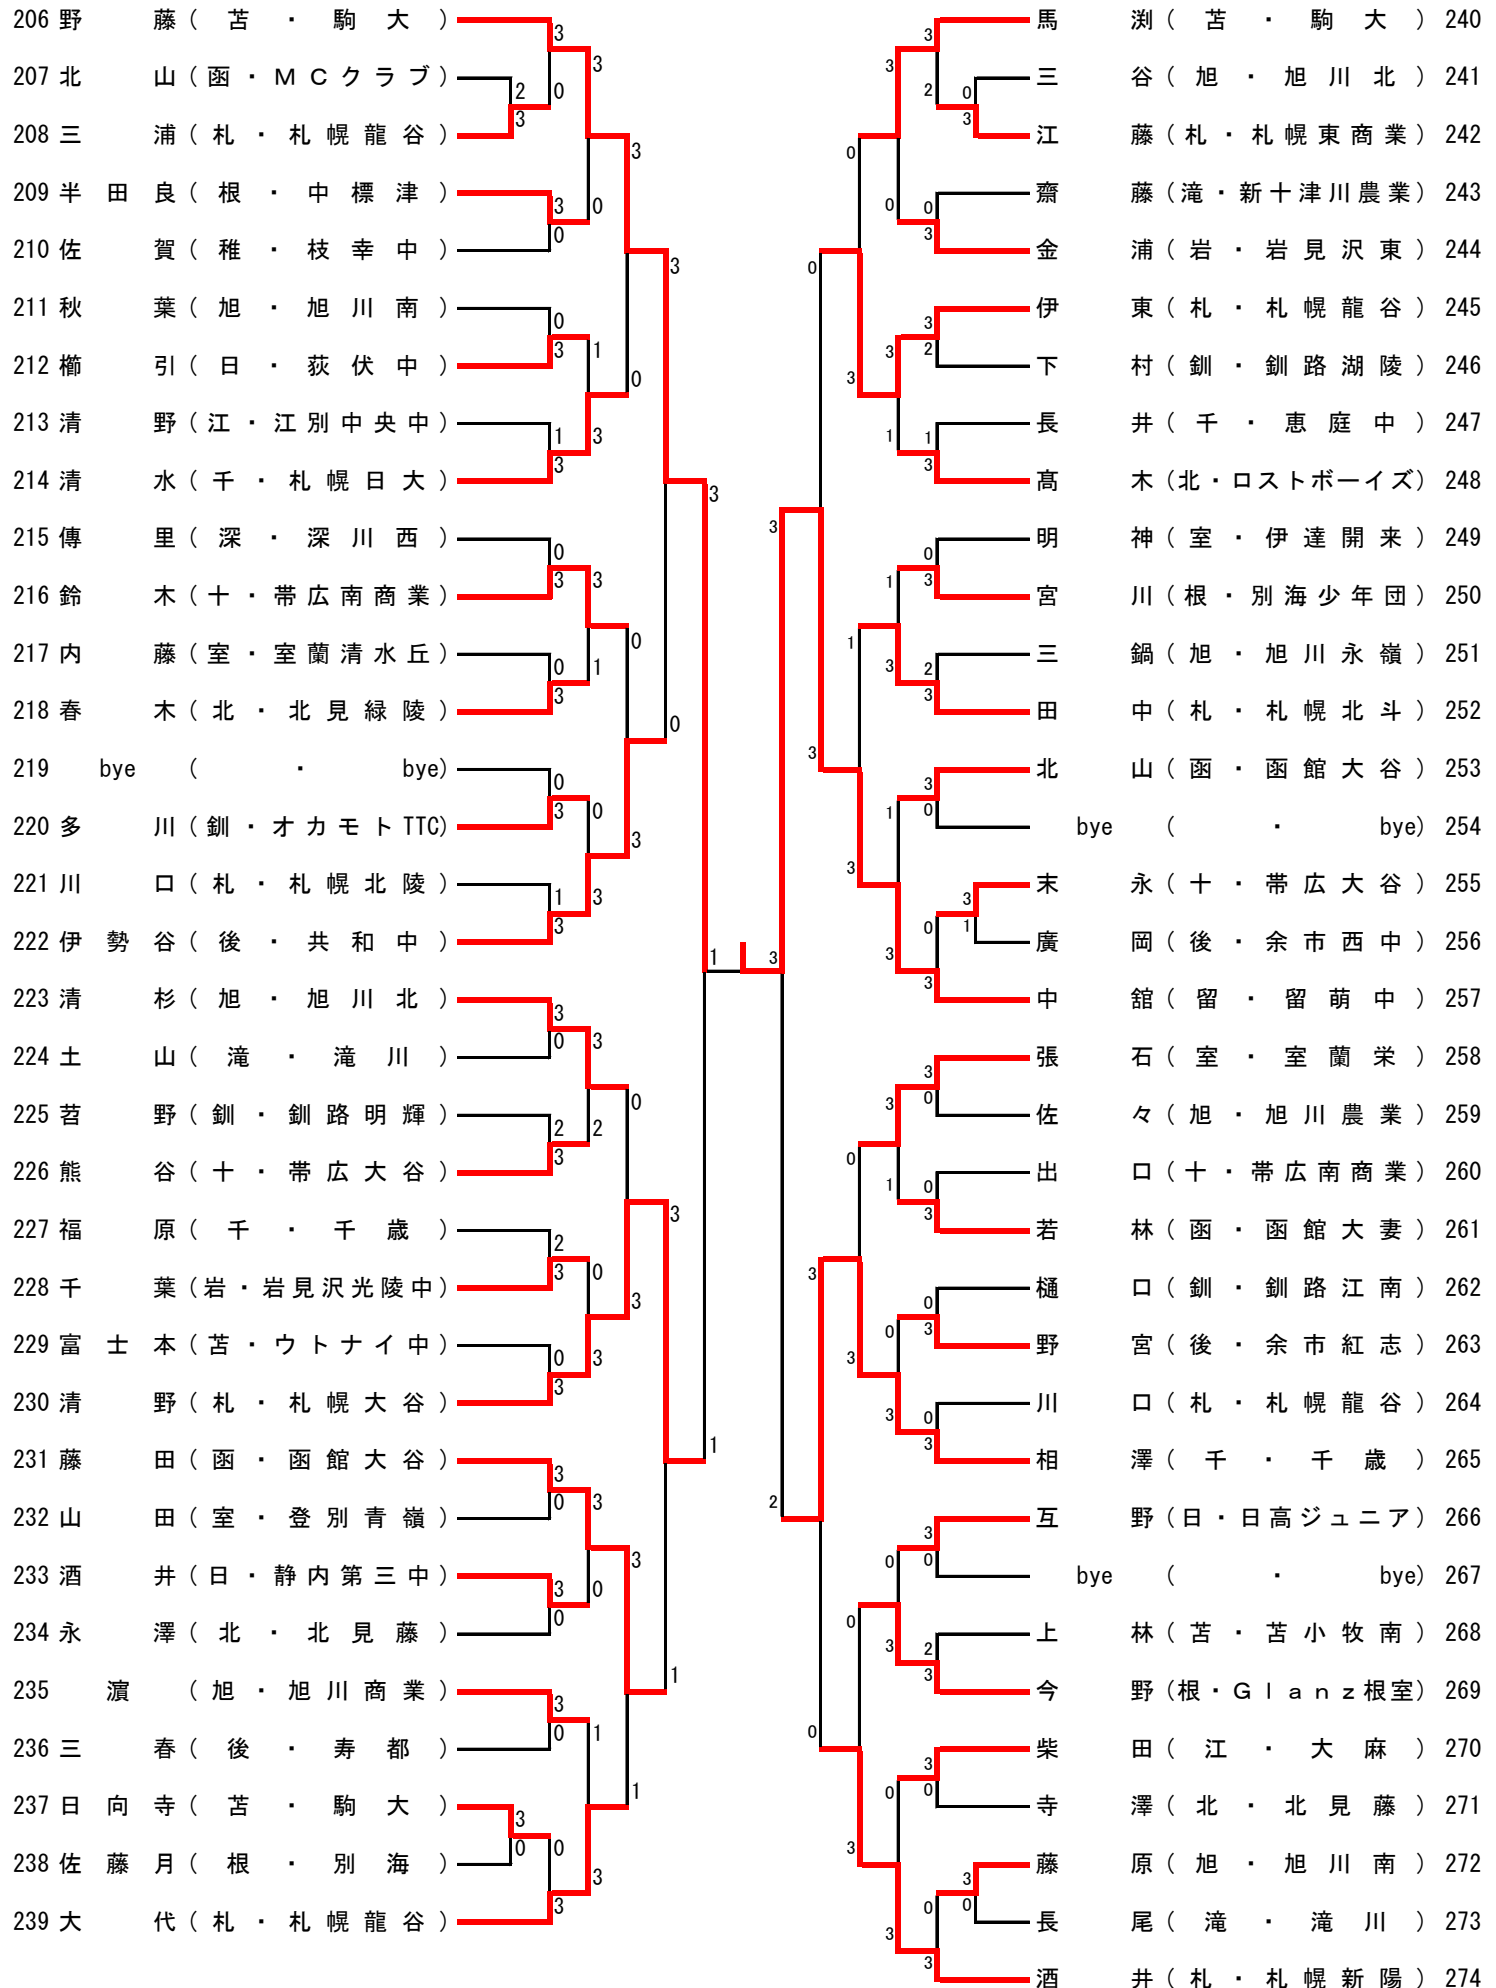 206 野藤(苫・駒大)
207 北山(函・MCクラブ)
208 三浦(札・札幌龍谷)
209 半田良(根・中標津)
210 佐賀(稚・枝幸中)
211 秋葉(旭・旭川南)
212 櫛引(日・荻伏中)
213 清野(江・江別中央中)
214 清水(千・札幌日大)
215 傳里(深・深川西)
216 鈴木(十・帯広南商業)
217 内藤(室・室蘭清水丘)
218 春木(北・北見緑陵)
219 bye(・bye)
220 多川(釧・オカモトTTC)
221 川口(札・札幌北陵)
222 伊勢谷(後・共和中)
223 清杉(旭・旭川北)
224 土山(滝・滝川)
225 苕野(釧・釧路明輝)
226 熊谷(十・帯広大谷)
227 福原(千・千歳)
228 千葉(岩・岩見沢光陵中)
229 富士本(苫・ウトナイ中)
230 清野(札・札幌大谷)
231 藤田(函・函館大谷)
232 山田(室・登別青嶺)
233 酒井(日・静内第三中)
234 永澤(北・北見藤)
235 濵(旭・旭川商業)
236 三春(後・寿都)
237 日向寺(苫・駒大)
238 佐藤月(根・別海)
239 大代(札・札幌龍谷)
馬渕(苫・駒大) 240
三谷(旭・旭川北) 241
江藤(札・札幌東商業) 242
齋藤(滝・新十津川農業) 243
金浦(岩・岩見沢東) 244
伊東(札・札幌龍谷) 245
下村(釧・釧路湖陵) 246
長井(千・恵庭中) 247
髙木(北・ロストボーイズ) 248
明神(室・伊達開来) 249
宮川(根・別海少年団) 250
三鍋(旭・旭川永嶺) 251
田中(札・札幌北斗) 252
北山(函・函館大谷) 253
bye(・bye) 254
末永(十・帯広大谷) 255
廣岡(後・余市西中) 256
中舘(留・留萌中) 257
張石(室・室蘭栄) 258
佐々(旭・旭川農業) 259
出口(十・帯広南商業) 260
若林(函・函館大妻) 261
樋口(釧・釧路江南) 262
野宮(後・余市紅志) 263
川口(札・札幌龍谷) 264
相澤(千・千歳) 265
互野(日・日高ジュニア) 266
bye(・bye) 267
上林(苫・苫小牧南) 268
今野(根・Glanz根室) 269
柴田(江・大麻) 270
寺澤(北・北見藤) 271
藤原(旭・旭川南) 272
長尾(滝・滝川) 273
酒井(札・札幌新陽) 274